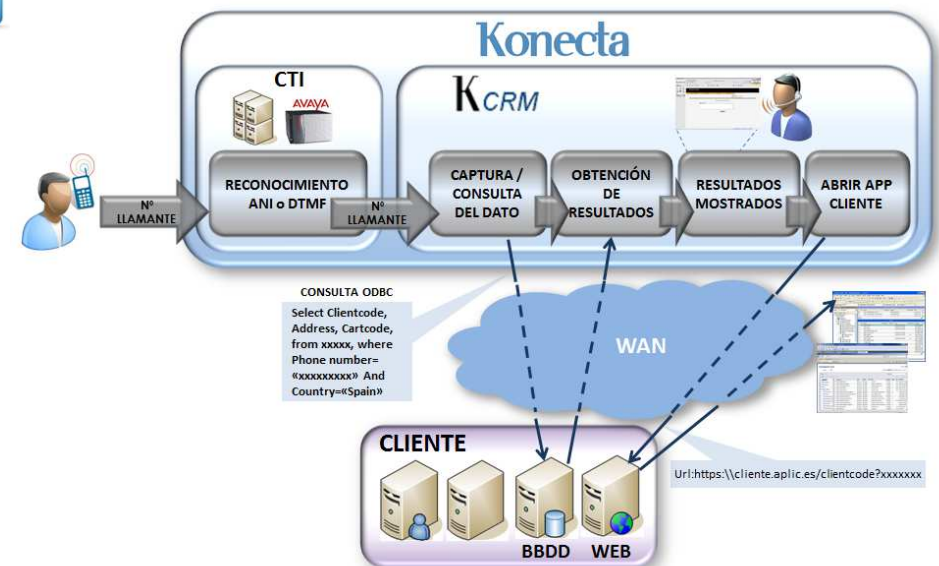 Konecta
CTI
AVAYA
K CRM
Nº
LLAMANTE
RECONOCIMIENTO
ANI o DTMF
Nº
LLAMANTE
CAPTURA /
CONSULTA
DEL DATO
OBTENCIÓN
DE
RESULTADOS
RESULTADOS
MOSTRADOS
ABRIR APP
CLIENTE
CONSULTA ODBC
Select Clientcode,
Address, Cartcode,
from xxxxx, where
Phone number=
«xxxxxxxxx» And
Country=«Spain»
WAN
CLIENTE
BBDD
WEB
Url:https:\\cliente.aplic.es/clientcode?xxxxxxx